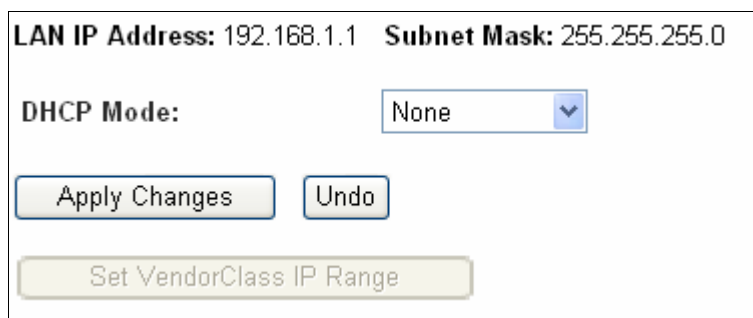 LAN IP Address: 192.168.1.1 Subnet Mask: 255.255.255.0
DHCP Mode: None
Apply Changes Undo
Set VendorClass IP Range